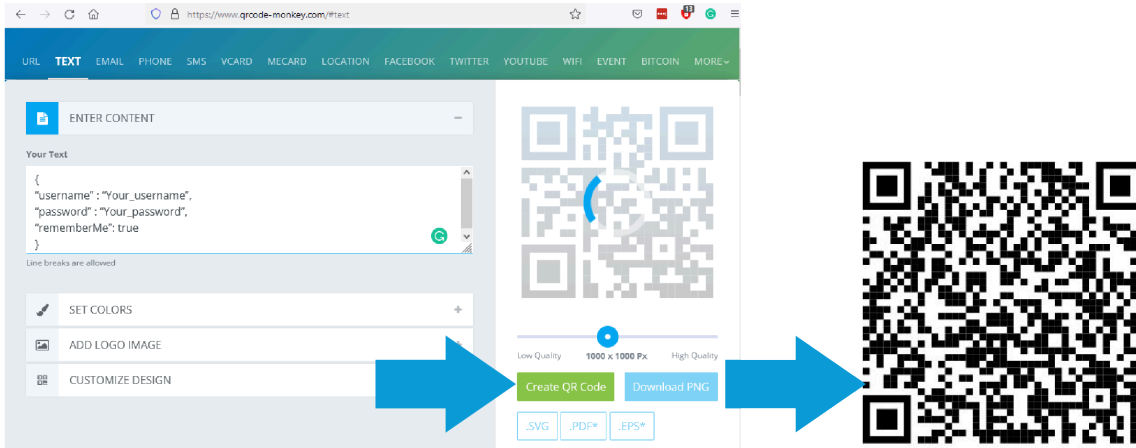 https://www.qrcode-monkey.com/#text
13
URL TEXT EMAIL PHONE SMS VCARD MECARD LOCATION FACEBOOK TWITTER YOUTUBE WIFI EVENT BITCOIN MORE
ENTER CONTENT
Your Text
{
“username” : “Your_username”,
“password” : “Your_password”,
“rememberMe”: true
}
Line breaks are allowed
SET COLORS
ADD LOGO IMAGE
CUSTOMIZE DESIGN
Low Quality 1000 x 1000 Px High Quality
Create QR Code Download PNG
.SVG .PDF* .EPS*